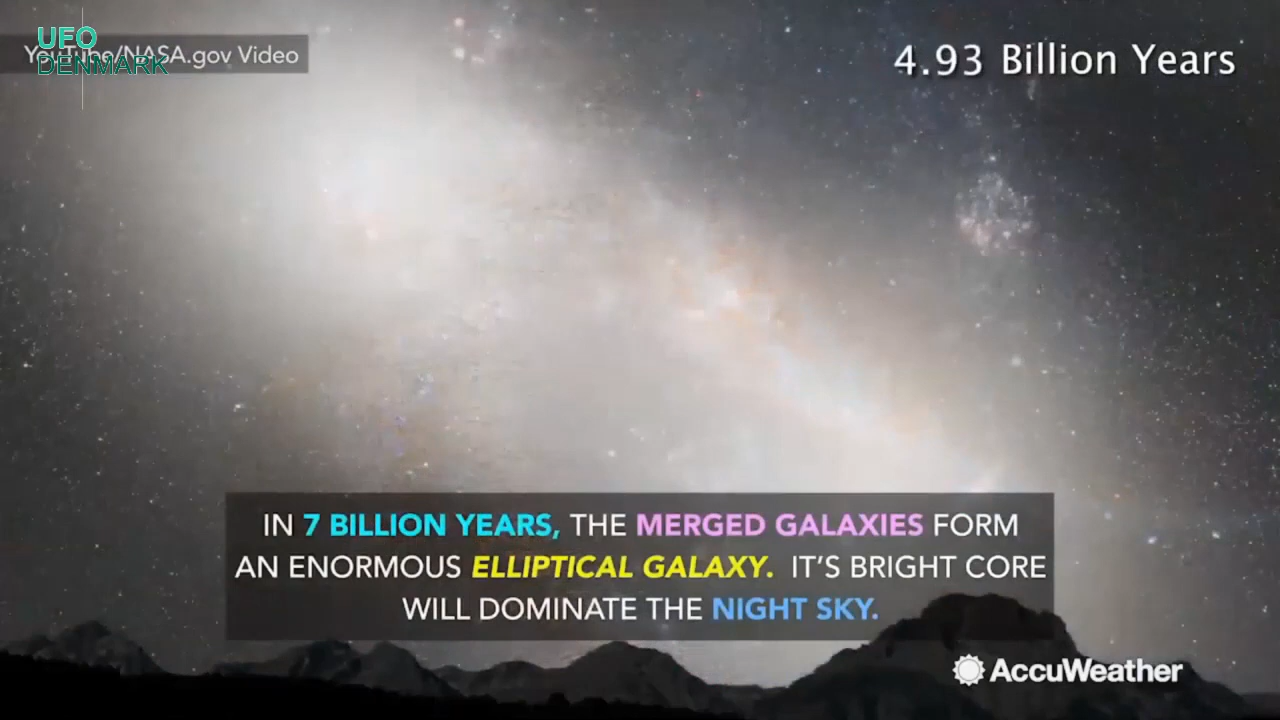 UFO
DENMARK
YouTube/NASA.gov Video
4.93 Billion Years
IN 7 BILLION YEARS, THE MERGED GALAXIES FORM
AN ENORMOUS ELLIPTICAL GALAXY. IT'S BRIGHT CORE
WILL DOMINATE THE NIGHT SKY.
AccuWeather